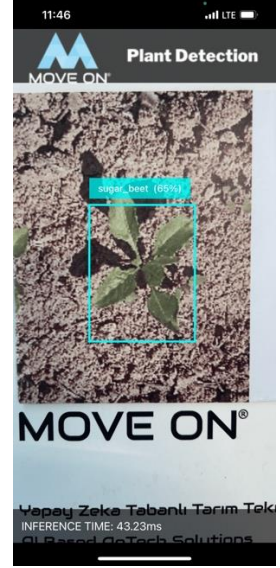 11:46
LTE
MOVE ON®
Plant Detection
sugar_beet (65%)
MOVE ON®
Yapay Zeka Tabanlı Tarım Tek
INFERENCE TIME: 43.23ms
AI Based AgTech Solutions